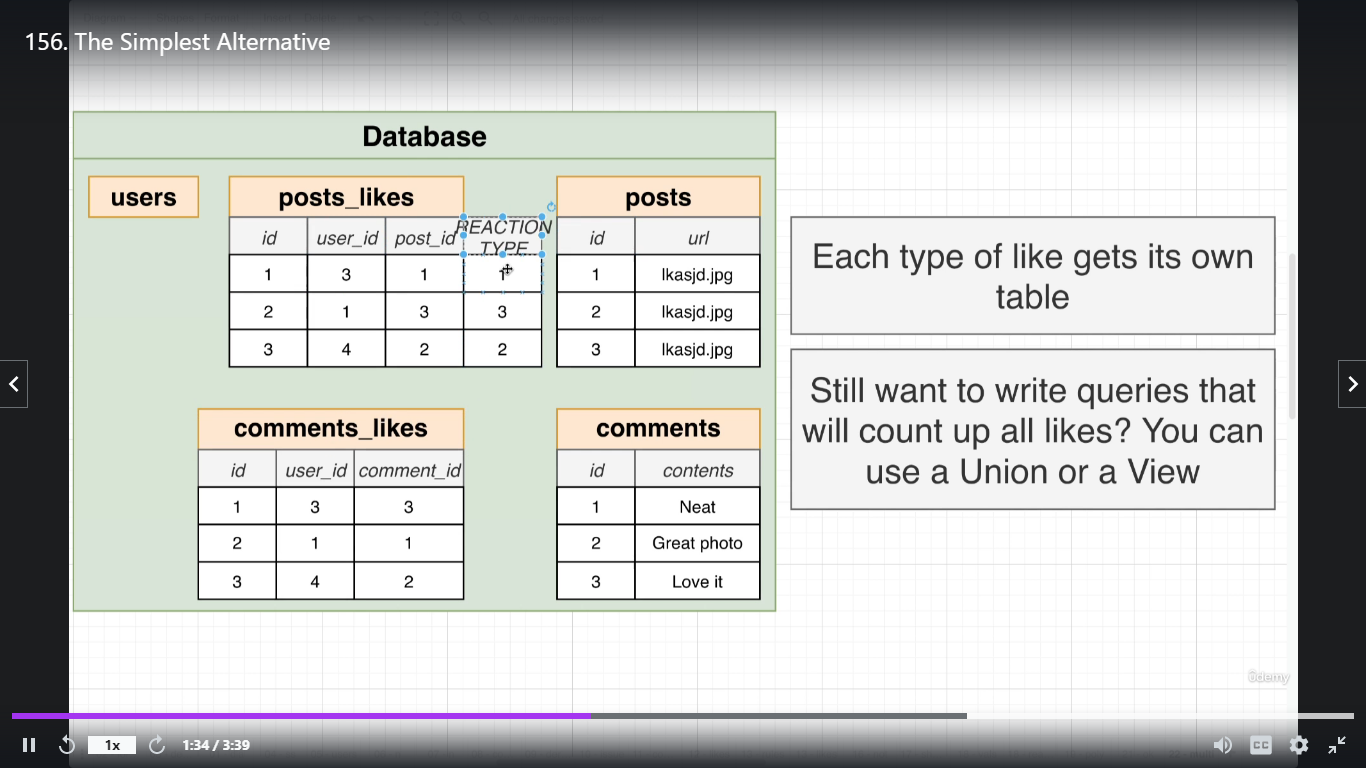 156. The Simplest Alternative
Database
users
posts_likes
id user_id post_id REACTION
TYPE
1 3 1 1
2 1 3 3
3 4 2 2
posts
id url
1 lkasjd.jpg
2 lkasjd.jpg
3 lkasjd.jpg
comments_likes
id user_id comment_id
1 3 3
2 1 1
3 4 2
comments
id contents
1 Neat
2 Great photo
3 Love it
Each type of like gets its own
table
Still want to write queries that
will count up all likes? You can
use a Union or a View
ûdemy
1x
1:34 / 3:39
CC